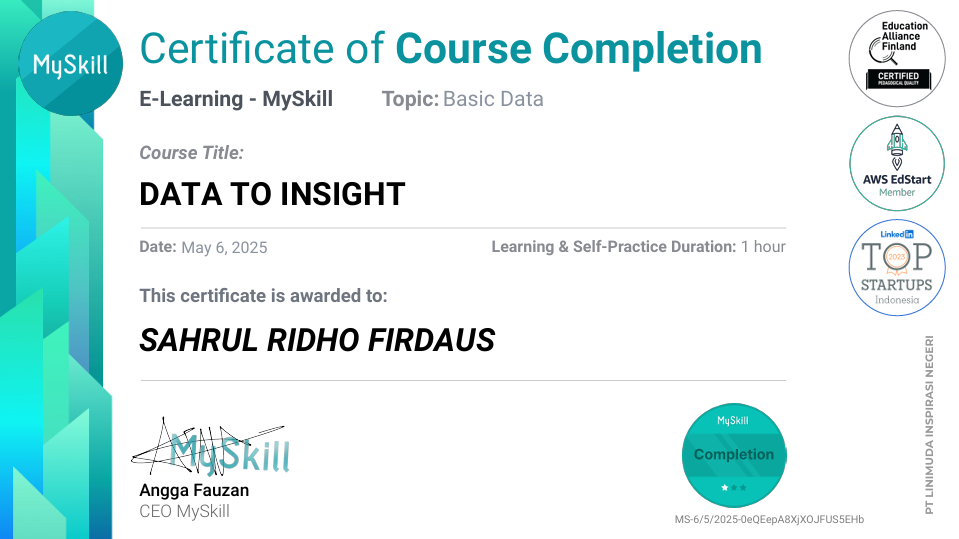 MySkill
Certificate of Course Completion
E-Learning - MySkill Topic: Basic Data
Course Title:
DATA TO INSIGHT
Date: May 6, 2025 Learning & Self-Practice Duration: 1 hour
This certificate is awarded to:
SAHRUL RIDHO FIRDAUS
MySkill
Angga Fauzan
CEO MySkill
MySkill
Completion
MS-6/5/2025-0eQEepA8XjXOJFUS5EHb
Education
Alliance
Finland
CERTIFIED
PEDAGOGICAL QUALITY
AWS EdStart
Member
LinkedIn
TOP
2023
STARTUPS
Indonesia
PT LINIMUDA INSPIRASI NEGERI